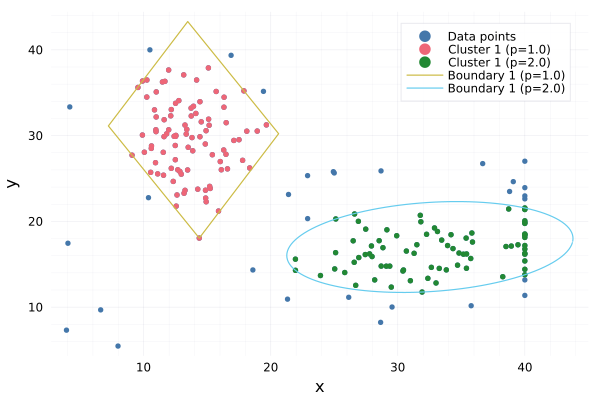 Data points
Cluster 1 (p=1.0)
Cluster 1 (p=2.0)
Boundary 1 (p=1.0)
Boundary 1 (p=2.0)
40
30
20
10
y
10
20
30
40
x